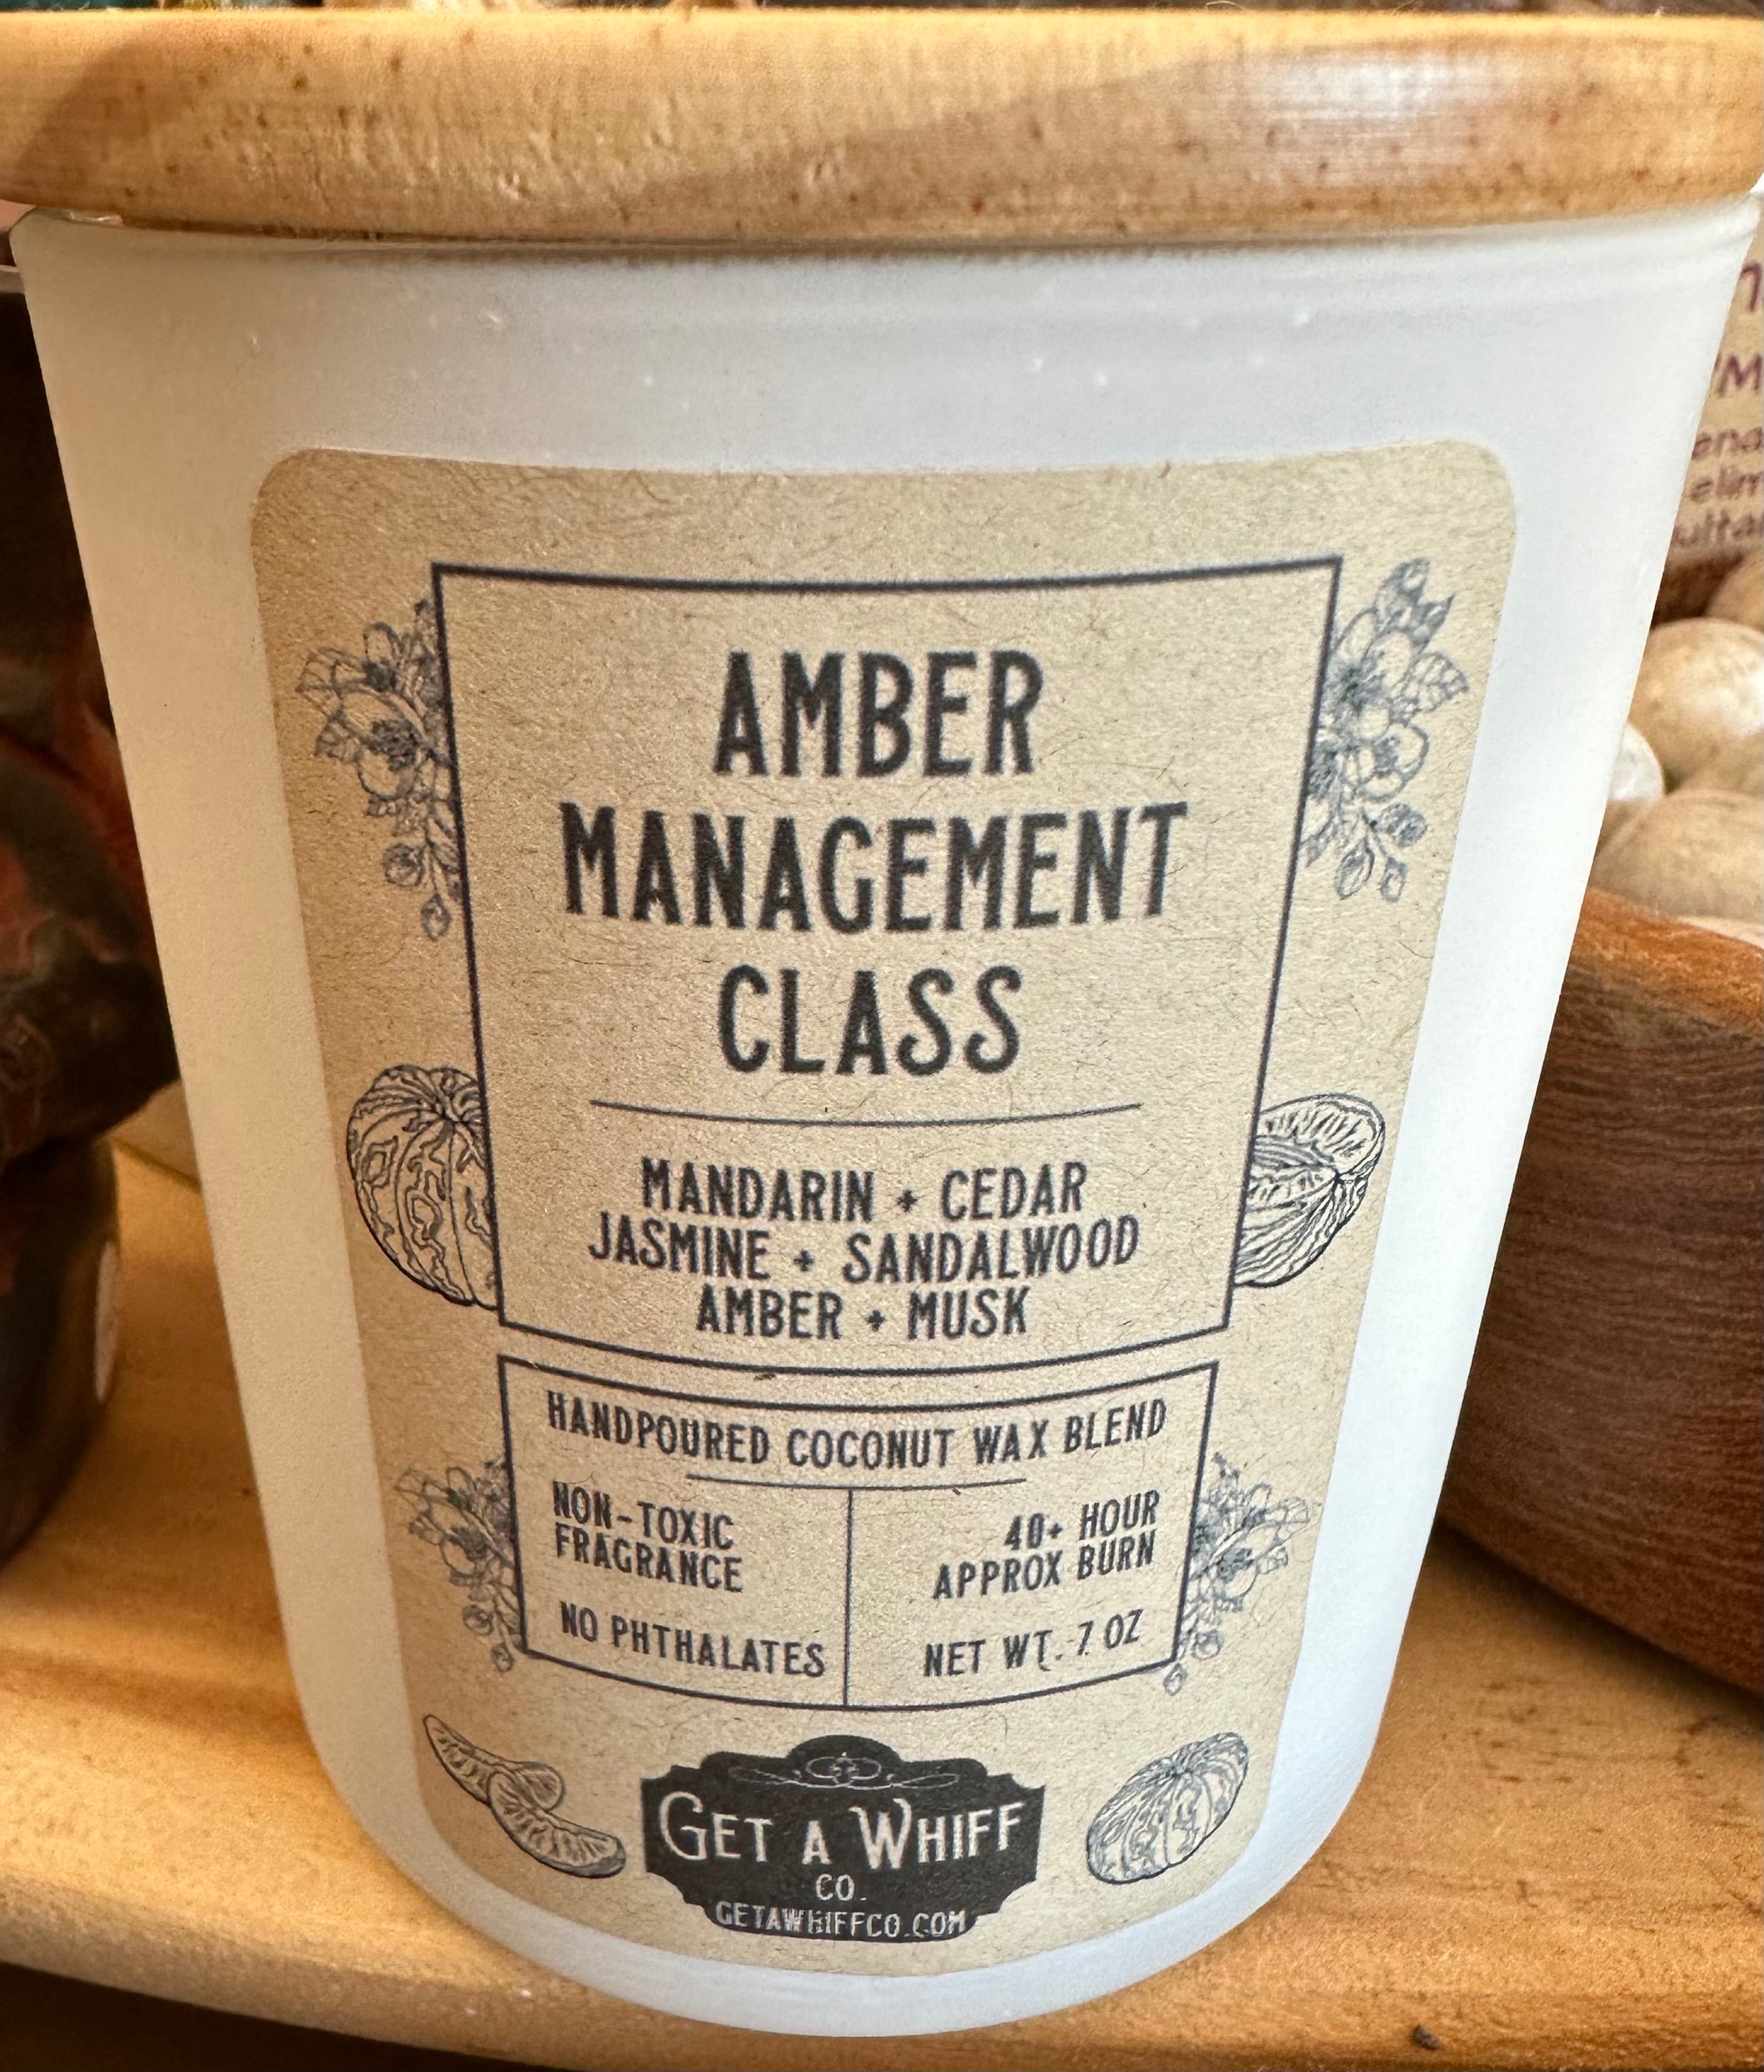 AMBER
MANAGEMENT
CLASS
MANDARIN + CEDAR
JASMINE + SANDALWOOD
AMBER + MUSK
HANDPOURED COCONUT WAX BLEND
NON-TOXIC
FRAGRANCE
NO PHTHALATES
40+ HOUR
APPROX BURN
NET WT. 7 OZ
GET A WHIFF
CO.
GETAWHIFFCO.COM